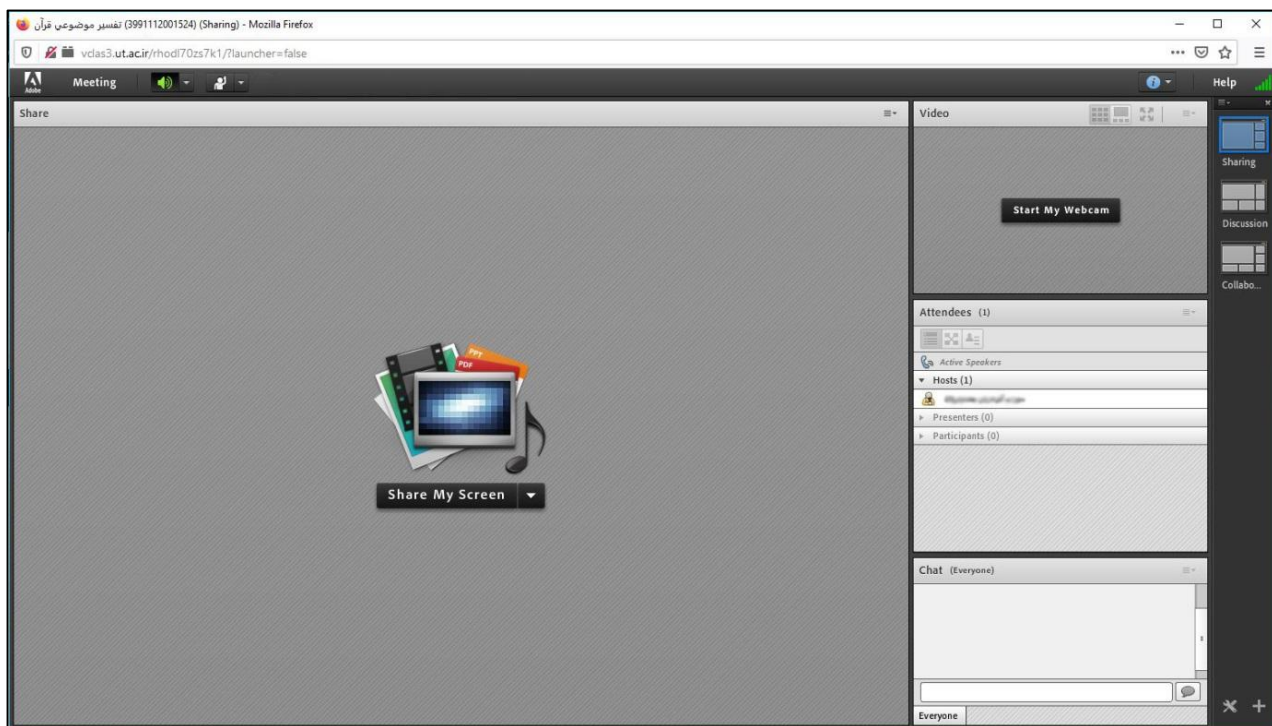 تفسير موضوعي قرآن (3991112001524) (Sharing) - Mozilla Firefox
vclas3.ut.ac.ir/rhodl70zs7k1/?launcher=false
Adobe
Meeting
Help
Share
Video
Start My Webcam
Sharing
Discussion
Collabo...
Attendees (1)
Active Speakers
Hosts (1)
Presenters (0)
Participants (0)
PPT
PDF
Share My Screen
Chat (Everyone)
Everyone